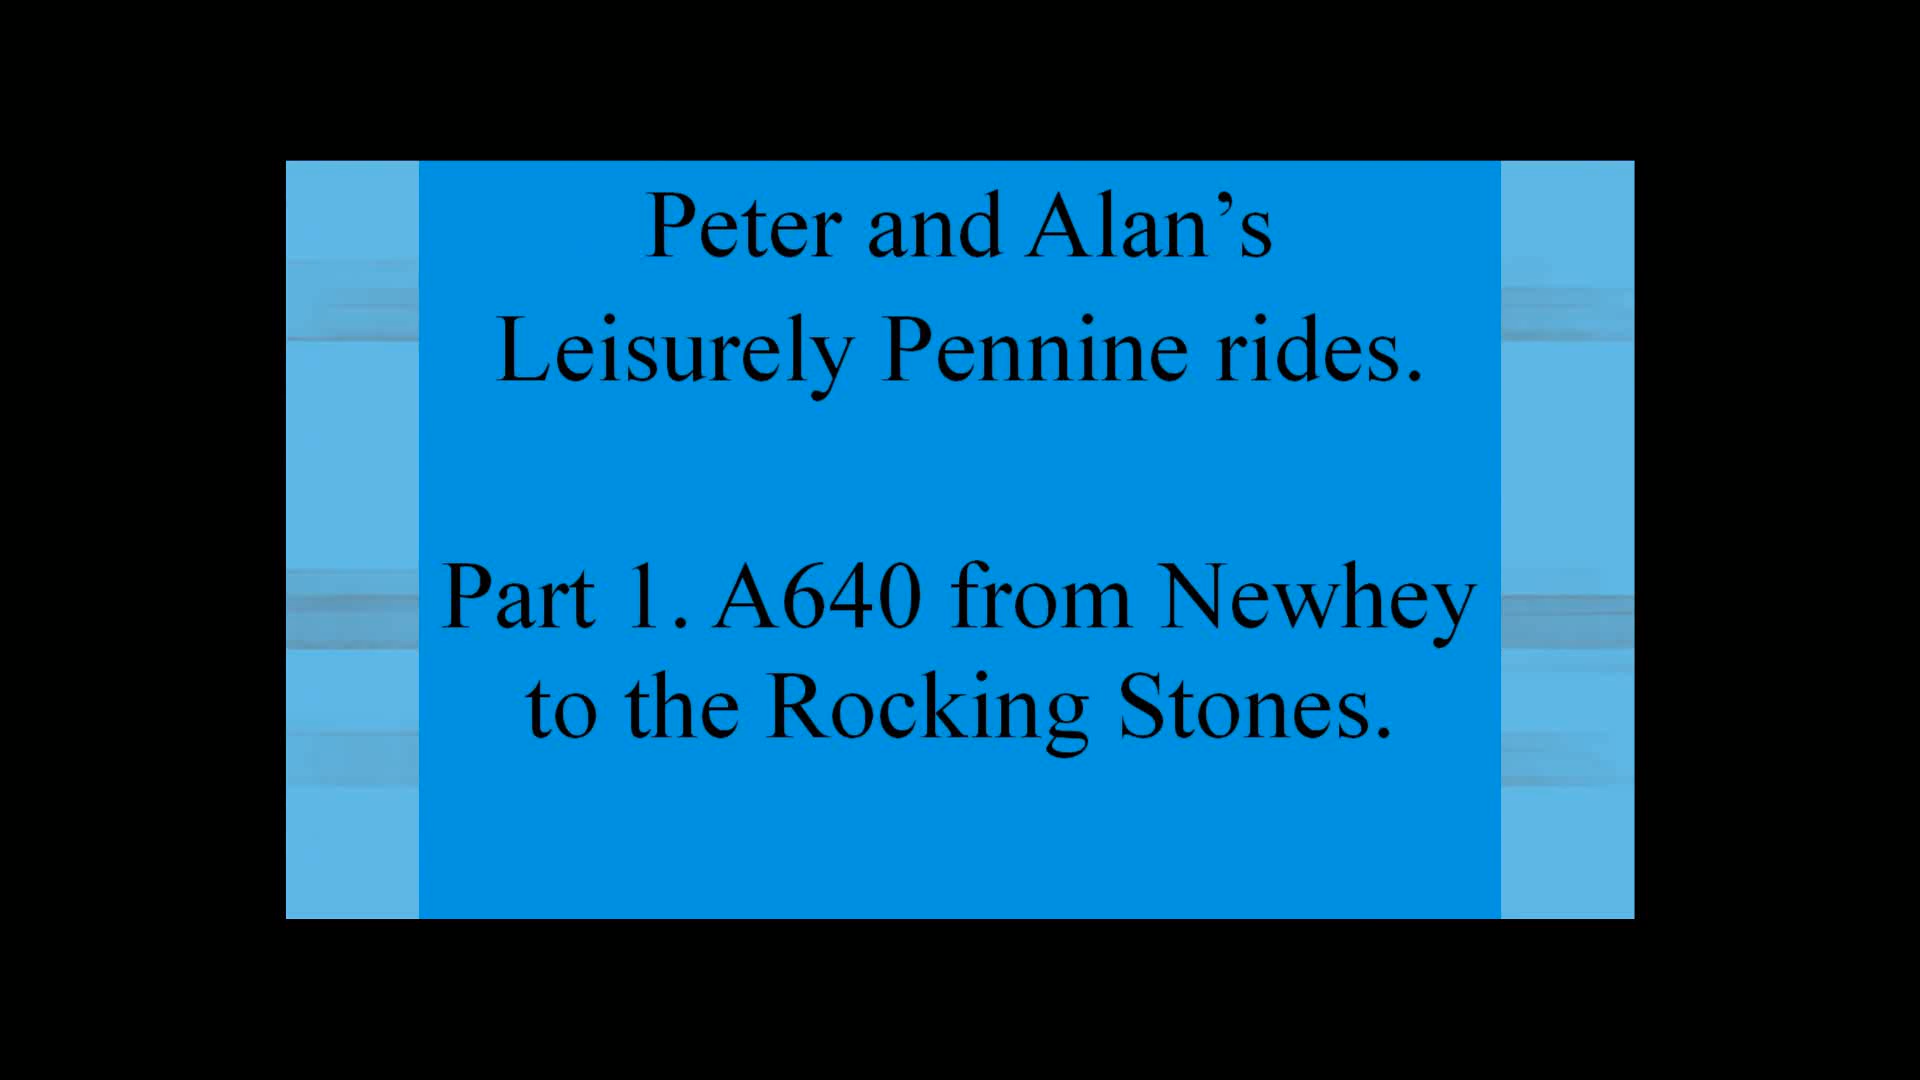 Peter and Alan’s
Leisurely Pennine rides.
Part 1. A640 from Newhey
to the Rocking Stones.